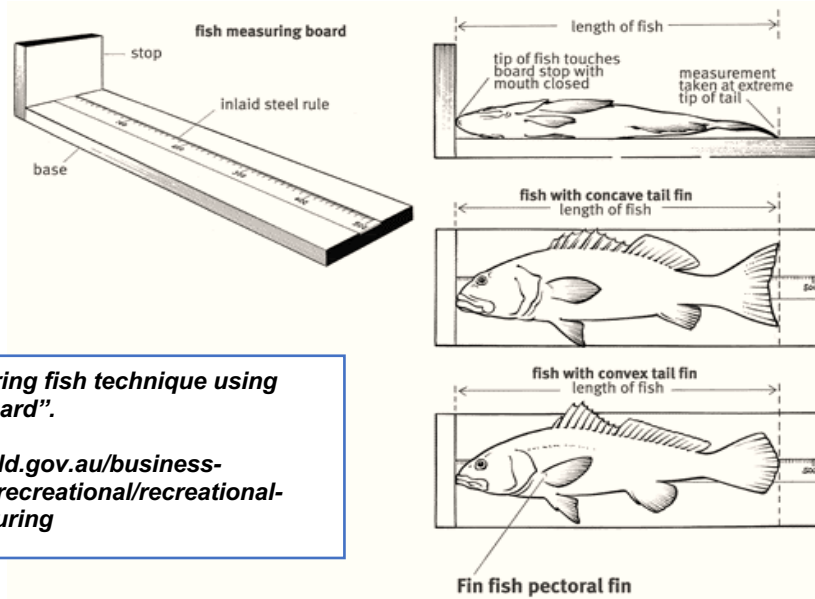 fish measuring board
stop
inlaid steel rule
base
length of fish
tip of fish touches
board stop with
mouth closed
measurement
taken at extreme
tip of tail
fish with concave tail fin
length of fish
fish with convex tail fin
length of fish
Fin fish pectoral fin
ring fish technique using
ard”.
ld.gov.au/business-
recreational/recreational-
uring